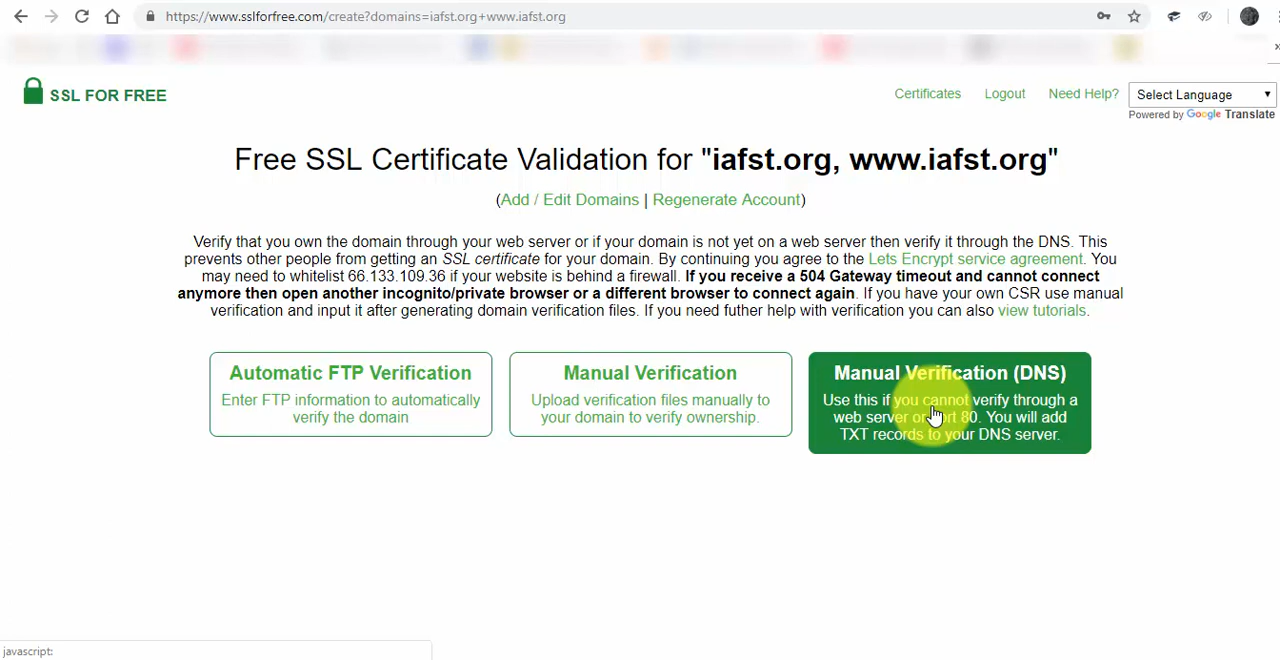 https://www.sslforfree.com/create?domains=iafst.org+www.iafst.org
SSL FOR FREE
Certificates
Logout
Need Help?
Select Language
Powered by Google Translate
Free SSL Certificate Validation for "iafst.org, www.iafst.org"
(Add / Edit Domains | Regenerate Account)
Verify that you own the domain through your web server or if your domain is not yet on a web server then verify it through the DNS. This
prevents other people from getting an SSL certificate for your domain. By continuing you agree to the Lets Encrypt service agreement. You
may need to whitelist 66.133.109.36 if your website is behind a firewall. If you receive a 504 Gateway timeout and cannot connect
anymore then open another incognito/private browser or a different browser to connect again. If you have your own CSR use manual
verification and input it after generating domain verification files. If you need futher help with verification you can also view tutorials.
Automatic FTP Verification
Enter FTP information to automatically
verify the domain
Manual Verification
Upload verification files manually to
your domain to verify ownership.
Manual Verification (DNS)
Use this if you cannot verify through a
web server or port 80. You will add
TXT records to your DNS server.
javascript: